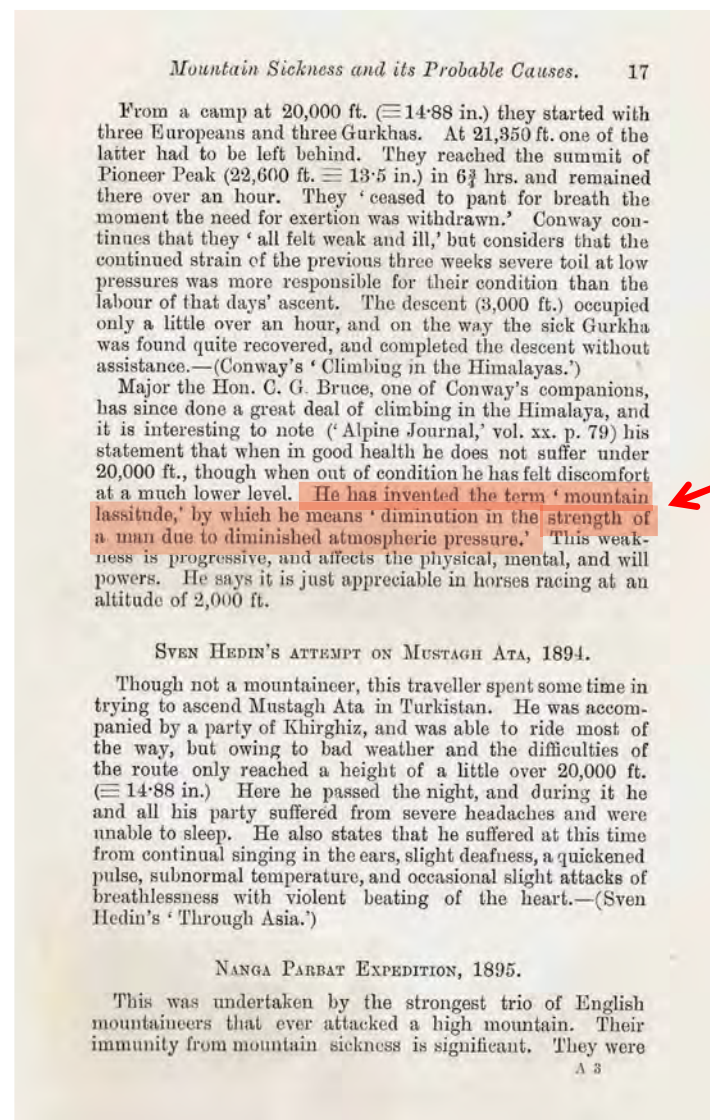 Mountain Sickness and its Probable Causes. 17
From a camp at 20,000 ft. (≡14·88 in.) they started with
three Europeans and three Gurkhas. At 21,350 ft. one of the
latter had to be left behind. They reached the summit of
Pioneer Peak (22,600 ft. ≡ 13·5 in.) in 6¾ hrs. and remained
there over an hour. They ‘ ceased to pant for breath the
moment the need for exertion was withdrawn.’ Conway con-
tinues that they ‘ all felt weak and ill,’ but considers that the
continued strain of the previous three weeks severe toil at low
pressures was more responsible for their condition than the
labour of that days’ ascent. The descent (3,000 ft.) occupied
only a little over an hour, and on the way the sick Gurkha
was found quite recovered, and completed the descent without
assistance.—(Conway’s ‘ Climbing in the Himalayas.’)
Major the Hon. C. G. Bruce, one of Conway’s companions,
has since done a great deal of climbing in the Himalaya, and
it is interesting to note (‘ Alpine Journal,’ vol. xx. p. 79) his
statement that when in good health he does not suffer under
20,000 ft., though when out of condition he has felt discomfort
at a much lower level. He has invented the term ‘ mountain
lassitude,’ by which he means ‘ diminution in the strength of
a man due to diminished atmospheric pressure.’ This weak-
ness is progressive, and affects the physical, mental, and will
powers. He says it is just appreciable in horses racing at an
altitude of 2,000 ft.
SVEN HEDIN’S ATTEMPT ON MUSTAGH ATA, 1894.
Though not a mountaineer, this traveller spent some time in
trying to ascend Mustagh Ata in Turkistan. He was accom-
panied by a party of Khirghiz, and was able to ride most of
the way, but owing to bad weather and the difficulties of
the route only reached a height of a little over 20,000 ft.
(≡ 14·88 in.) Here he passed the night, and during it he
and all his party suffered from severe headaches and were
unable to sleep. He also states that he suffered at this time
from continual singing in the ears, slight deafness, a quickened
pulse, subnormal temperature, and occasional slight attacks of
breathlessness with violent beating of the heart.—(Sven
Hedin’s ‘ Through Asia.’)
NANGA PARBAT EXPEDITION, 1895.
This was undertaken by the strongest trio of English
mountaineers that ever attacked a high mountain. Their
immunity from mountain sickness is significant. They were
A 3